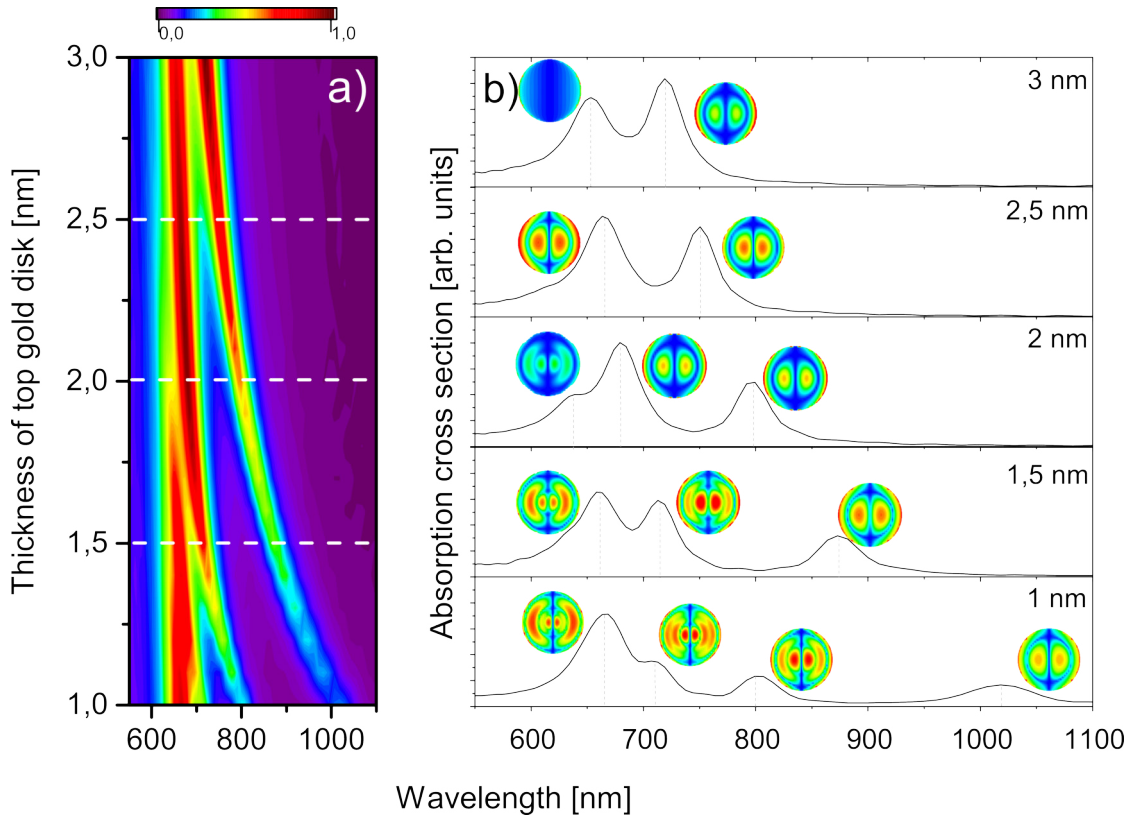 0,0 1,0
a)
3,0
2,5
2,0
1,5
1,0
Thickness of top gold disk [nm]
600 800 1000
b)
3 nm
2,5 nm
2 nm
1,5 nm
1 nm
Absorption cross section [arb. units]
600 700 800 900 1000 1100
Wavelength [nm]